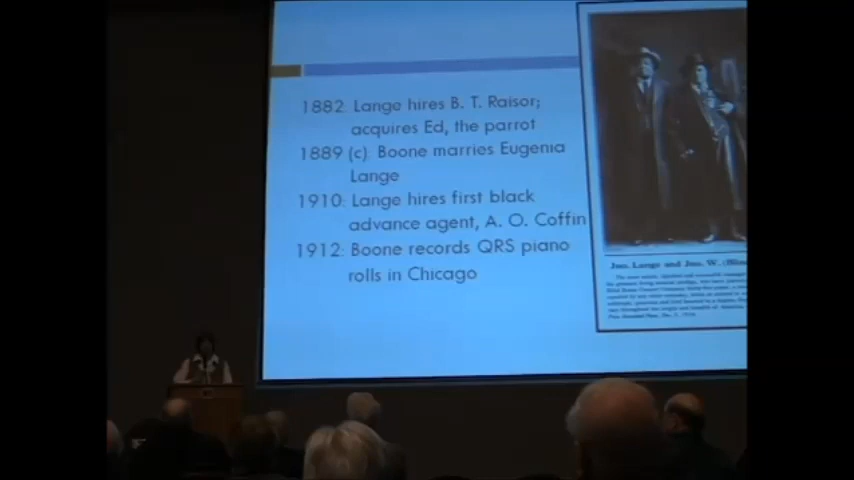 1882: Lange hires B. T. Raisor;
acquires Ed, the parrot
1889 (c): Boone marries Eugenia
Lange
1910: Lange hires first black
advance agent, A. O. Coffin
1912: Boone records QRS piano
rolls in Chicago
Jno. Lange and Jno. W. (Blin